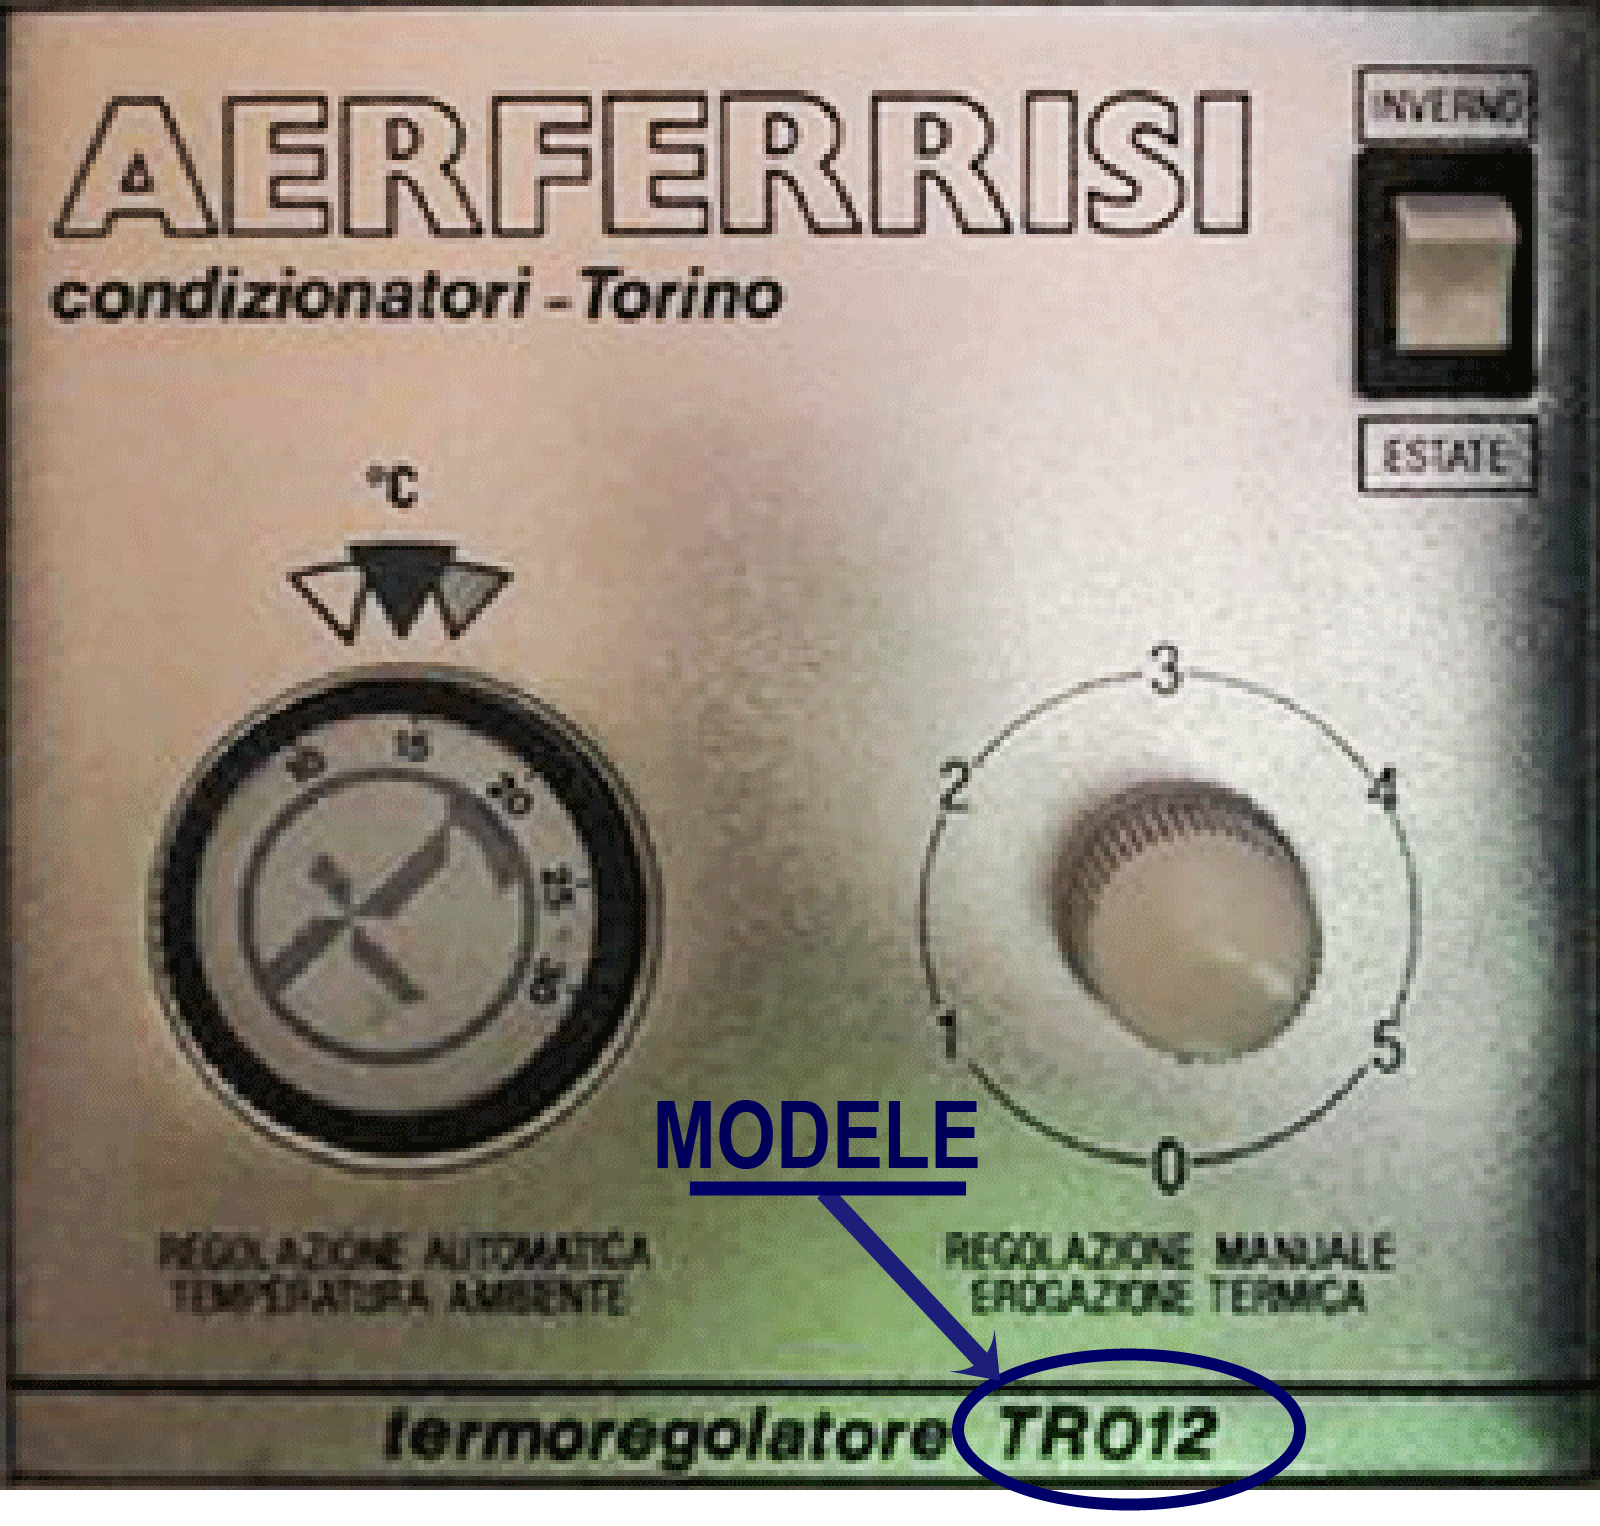 AERFERRISI
condizionatori - Torino
INVERNO
ESTATE
°C
10
15
20
25
30
0
1
2
3
4
5
MODELE
REGOLAZIONE AUTOMATICA
TEMPERATURA AMBIENTE
REGOLAZIONE MANUALE
EROGAZIONE TERMICA
termoregolatore TR012